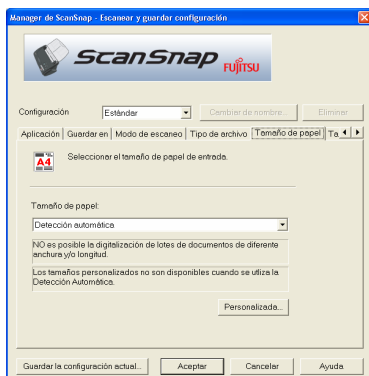 Manager de ScanSnap - Escanear y guardar configuración
ScanSnap FUJITSU
Configuración Estándar Cambiar de nombre... Eliminar
Aplicación Guardar en Modo de escaneo Tipo de archivo Tamaño de papel Ta
A4 Seleccionar el tamaño de papel de entrada.
Tamaño de papel:
Detección automática
NO es posible la digitalización de lotes de documentos de diferente
anchura y/o longitud.
Los tamaños personalizados no son disponibles cuando se utliza la
Detección Automática.
Personalizada...
Guardar la configuración actual... Aceptar Cancelar Ayuda